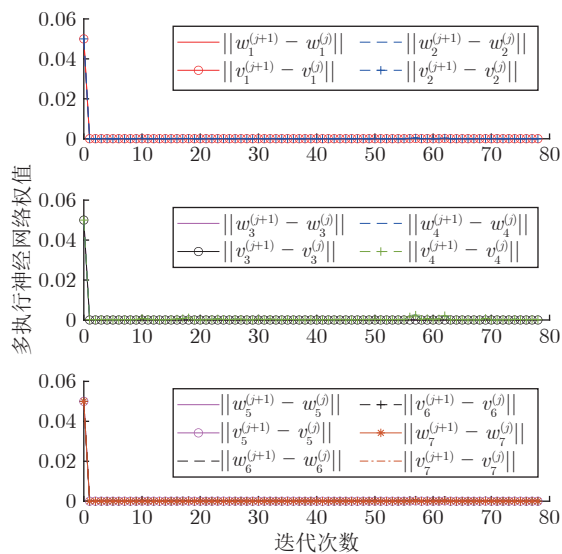 0.06
0.04
0.02
0
||w_1^{(j+1)} − w_1^{(j)}|| ||w_2^{(j+1)} − w_2^{(j)}||
||v_1^{(j+1)} − v_1^{(j)}|| ||v_2^{(j+1)} − v_2^{(j)}||
0 10 20 30 40 50 60 70 80
多执行神经网络权值
0.06
0.04
0.02
0
||w_3^{(j+1)} − w_3^{(j)}|| ||w_4^{(j+1)} − w_4^{(j)}||
||v_3^{(j+1)} − v_3^{(j)}|| ||v_4^{(j+1)} − v_4^{(j)}||
0 10 20 30 40 50 60 70 80
0.06
0.04
0.02
0
||w_5^{(j+1)} − w_5^{(j)}|| ||v_6^{(j+1)} − v_6^{(j)}||
||v_5^{(j+1)} − v_5^{(j)}|| ||w_7^{(j+1)} − w_7^{(j)}||
||w_6^{(j+1)} − w_6^{(j)}|| ||v_7^{(j+1)} − v_7^{(j)}||
0 10 20 30 40 50 60 70 80
迭代次数